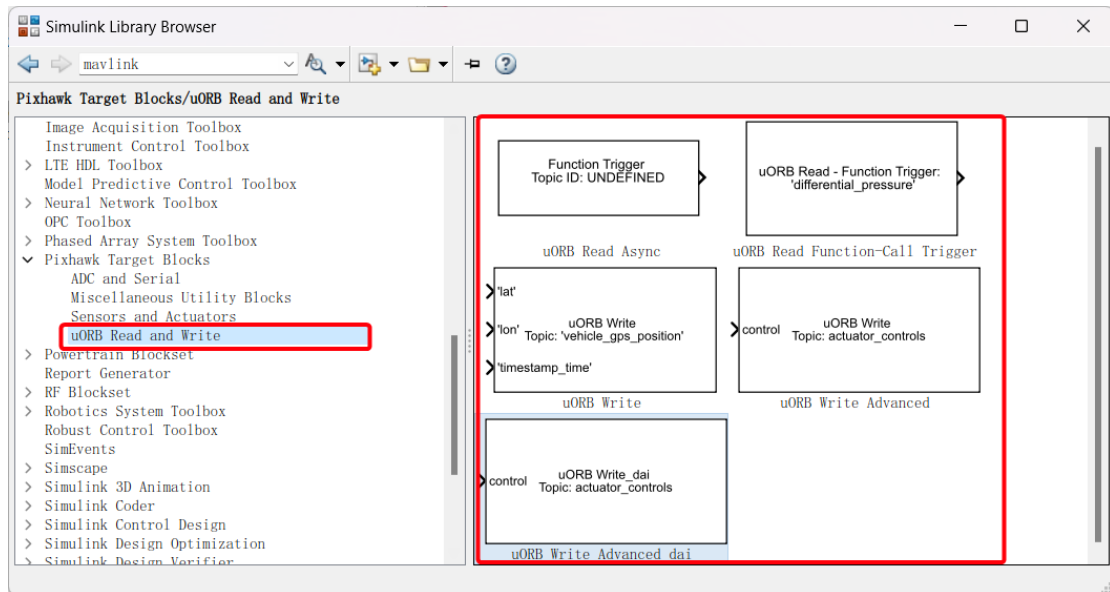 Simulink Library Browser
mavlink
Pixhawk Target Blocks/uORB Read and Write
Image Acquisition Toolbox
Instrument Control Toolbox
LTE HDL Toolbox
Model Predictive Control Toolbox
Neural Network Toolbox
OPC Toolbox
Phased Array System Toolbox
Pixhawk Target Blocks
ADC and Serial
Miscellaneous Utility Blocks
Sensors and Actuators
uORB Read and Write
Powertrain Blockset
Report Generator
RF Blockset
Robotics System Toolbox
Robust Control Toolbox
SimEvents
Simscape
Simulink 3D Animation
Simulink Coder
Simulink Control Design
Simulink Design Optimization
Simulink Design Verifier
Function Trigger
Topic ID: UNDEFINED
uORB Read Async
uORB Read - Function Trigger:
'differential_pressure'
uORB Read Function-Call Trigger
'lat'
'lon'
'timestamp_time'
uORB Write
Topic: 'vehicle_gps_position'
uORB Write
control
uORB Write
Topic: actuator_controls
uORB Write Advanced
control
uORB Write_dai
Topic: actuator_controls
uORB Write Advanced dai